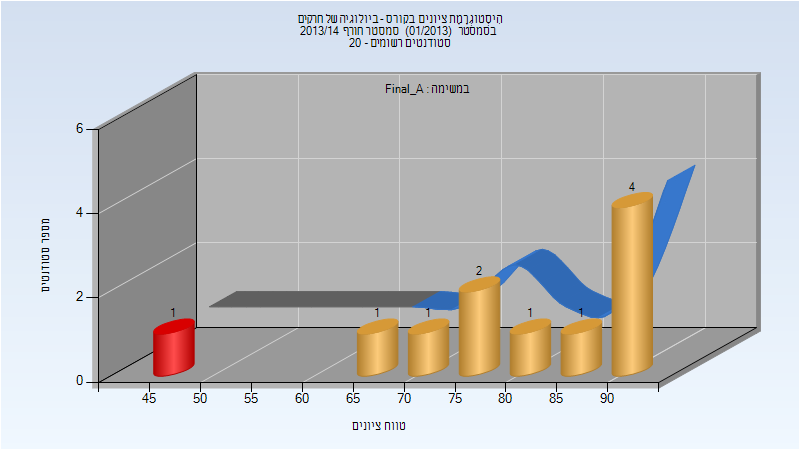 היסטוגרמת ציונים בקורס - ביולוגיה של חרקים
בסמסטר (01/2013) סמסטר חורף 2013/14
סטודנטים רשומים - 20
במשימה : Final_A
מספר סטודנטים
6
4
2
0
1
1
1
2
1
1
4
45 50 55 60 65 70 75 80 85 90
טווח ציונים